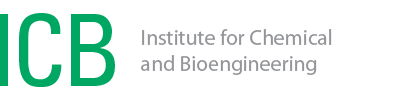 ICB
Institute for Chemical
and Bioengineering